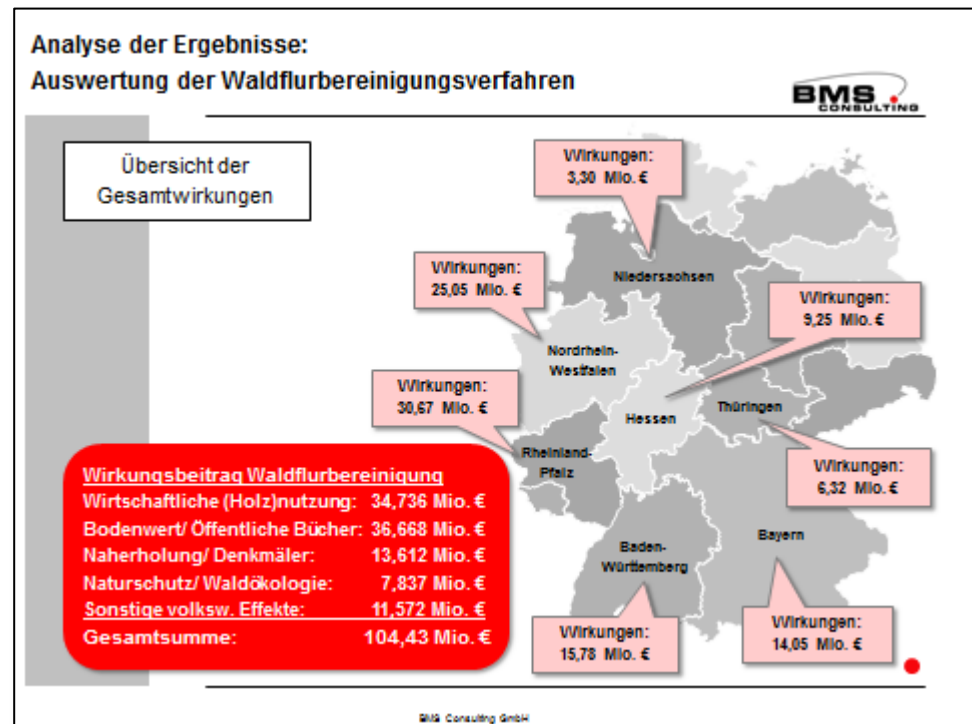 Analyse der Ergebnisse:
Auswertung der Waldflurbereinigungsverfahren
BMS
CONSULTING
Übersicht der
Gesamtwirkungen
Wirkungen:
3,30 Mio. €
Niedersachsen
Wirkungen:
25,05 Mio. €
Wirkungen:
9,25 Mio. €
Nordrhein-
Westfalen
Wirkungen:
30,67 Mio. €
Hessen
Thüringen
Rheinland-
Pfalz
Wirkungen:
6,32 Mio. €
Wirkungsbeitrag Waldflurbereinigung
Wirtschaftliche (Holz)nutzung: 34,736 Mio. €
Bodenwert/ Öffentliche Bücher: 36,668 Mio. €
Naherholung/ Denkmäler: 13,612 Mio. €
Naturschutz/ Waldökologie: 7,837 Mio. €
Sonstige volksw. Effekte: 11,572 Mio. €
Gesamtsumme: 104,43 Mio. €
Baden-
Württemberg
Bayern
Wirkungen:
15,78 Mio. €
Wirkungen:
14,05 Mio. €
BMS Consulting GmbH